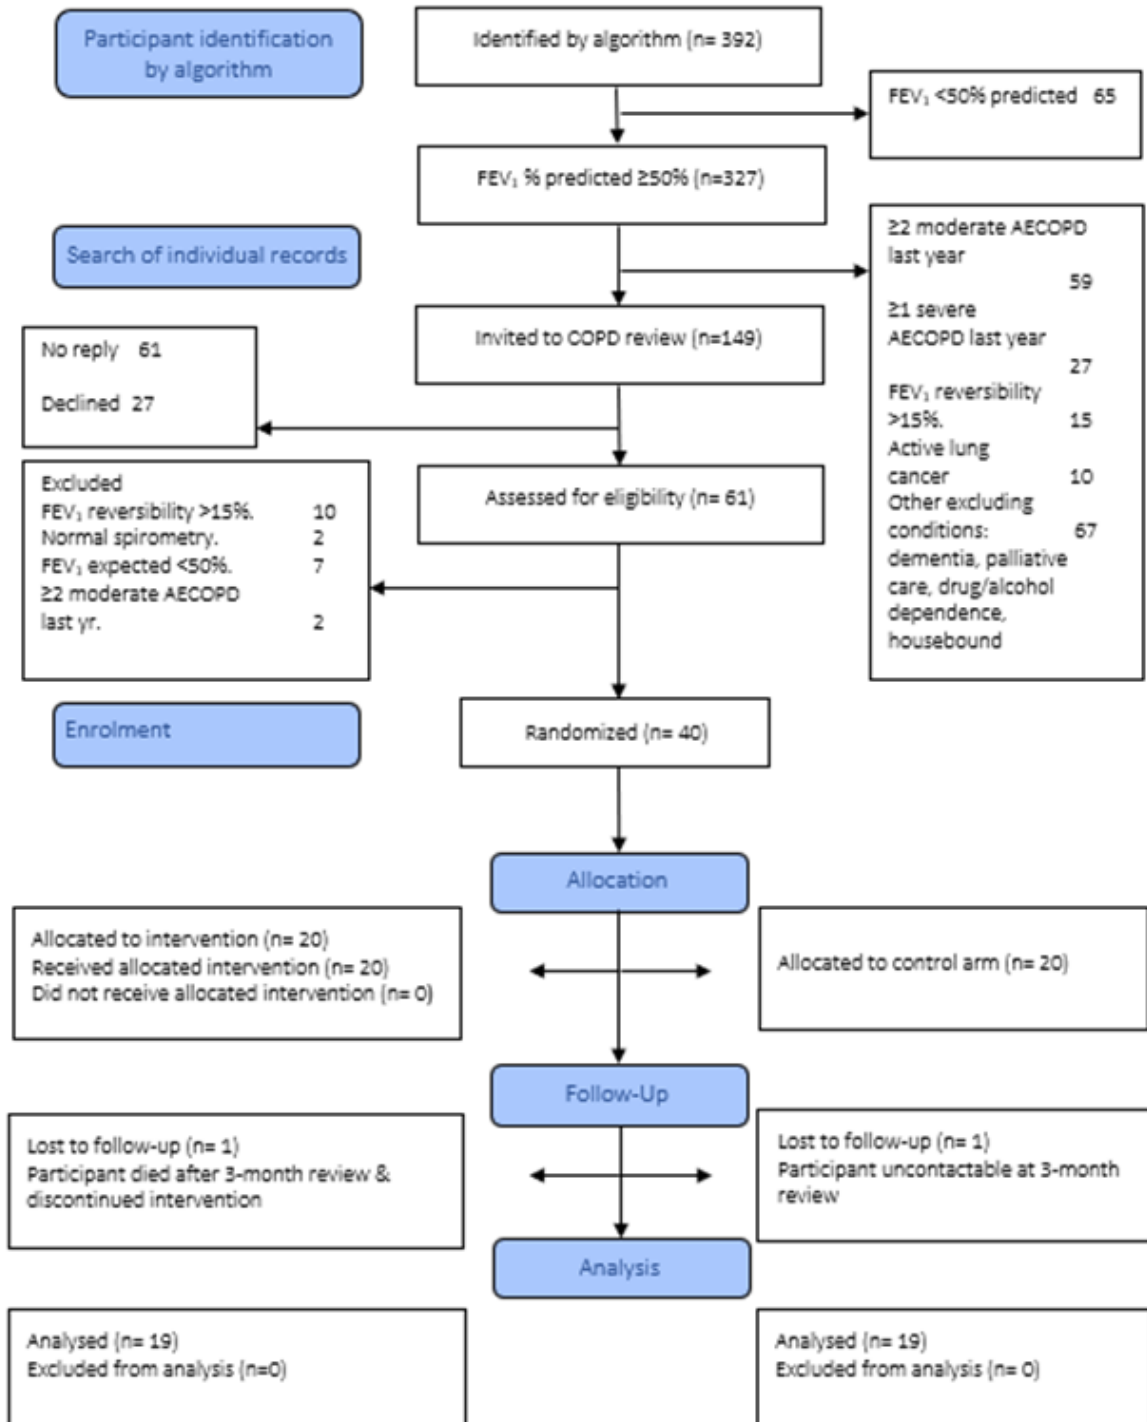 Participant identification
by algorithm
Identified by algorithm (n= 392)
FEV₁ <50% predicted 65
FEV₁ % predicted ≥50% (n=327)
Search of individual records
≥2 moderate AECOPD
last year
59
≥1 severe
AECOPD last year
27
FEV₁ reversibility
>15%. 15
Active lung
cancer 10
Other excluding
conditions: 67
dementia, palliative
care, drug/alcohol
dependence,
housebound
Invited to COPD review (n=149)
No reply 61
Declined 27
Assessed for eligibility (n= 61)
Excluded
FEV₁ reversibility >15%. 10
Normal spirometry. 2
FEV₁ expected <50%. 7
≥2 moderate AECOPD
last yr. 2
Enrolment
Randomized (n= 40)
Allocation
Allocated to intervention (n= 20)
Received allocated intervention (n= 20)
Did not receive allocated intervention (n= 0)
Allocated to control arm (n= 20)
Follow-Up
Lost to follow-up (n= 1)
Participant died after 3-month review &
discontinued intervention
Lost to follow-up (n= 1)
Participant uncontactable at 3-month
review
Analysis
Analysed (n= 19)
Excluded from analysis (n=0)
Analysed (n= 19)
Excluded from analysis (n= 0)